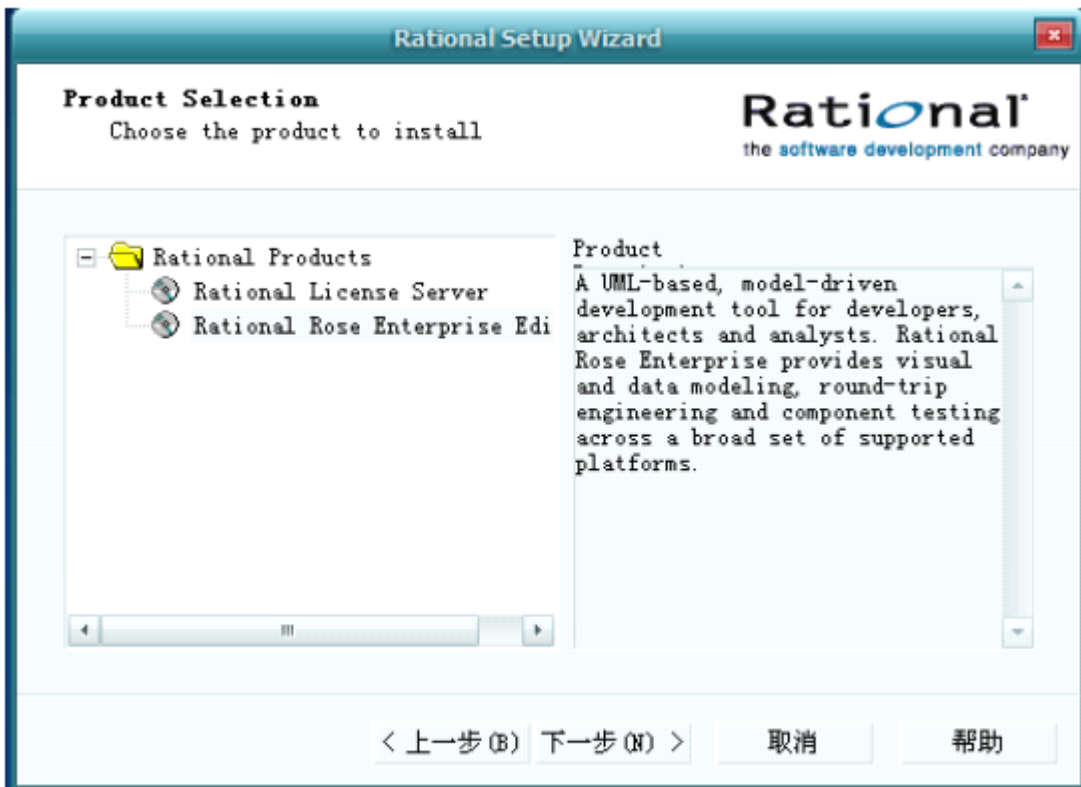 Rational Setup Wizard
Product Selection
Choose the product to install
Rational
the software development company
Rational Products
Rational License Server
Rational Rose Enterprise Edi
Product
A UML-based, model-driven
development tool for developers,
architects and analysts. Rational
Rose Enterprise provides visual
and data modeling, round-trip
engineering and component testing
across a broad set of supported
platforms.
< 上一步(B) 下一步(N) > 取消 帮助